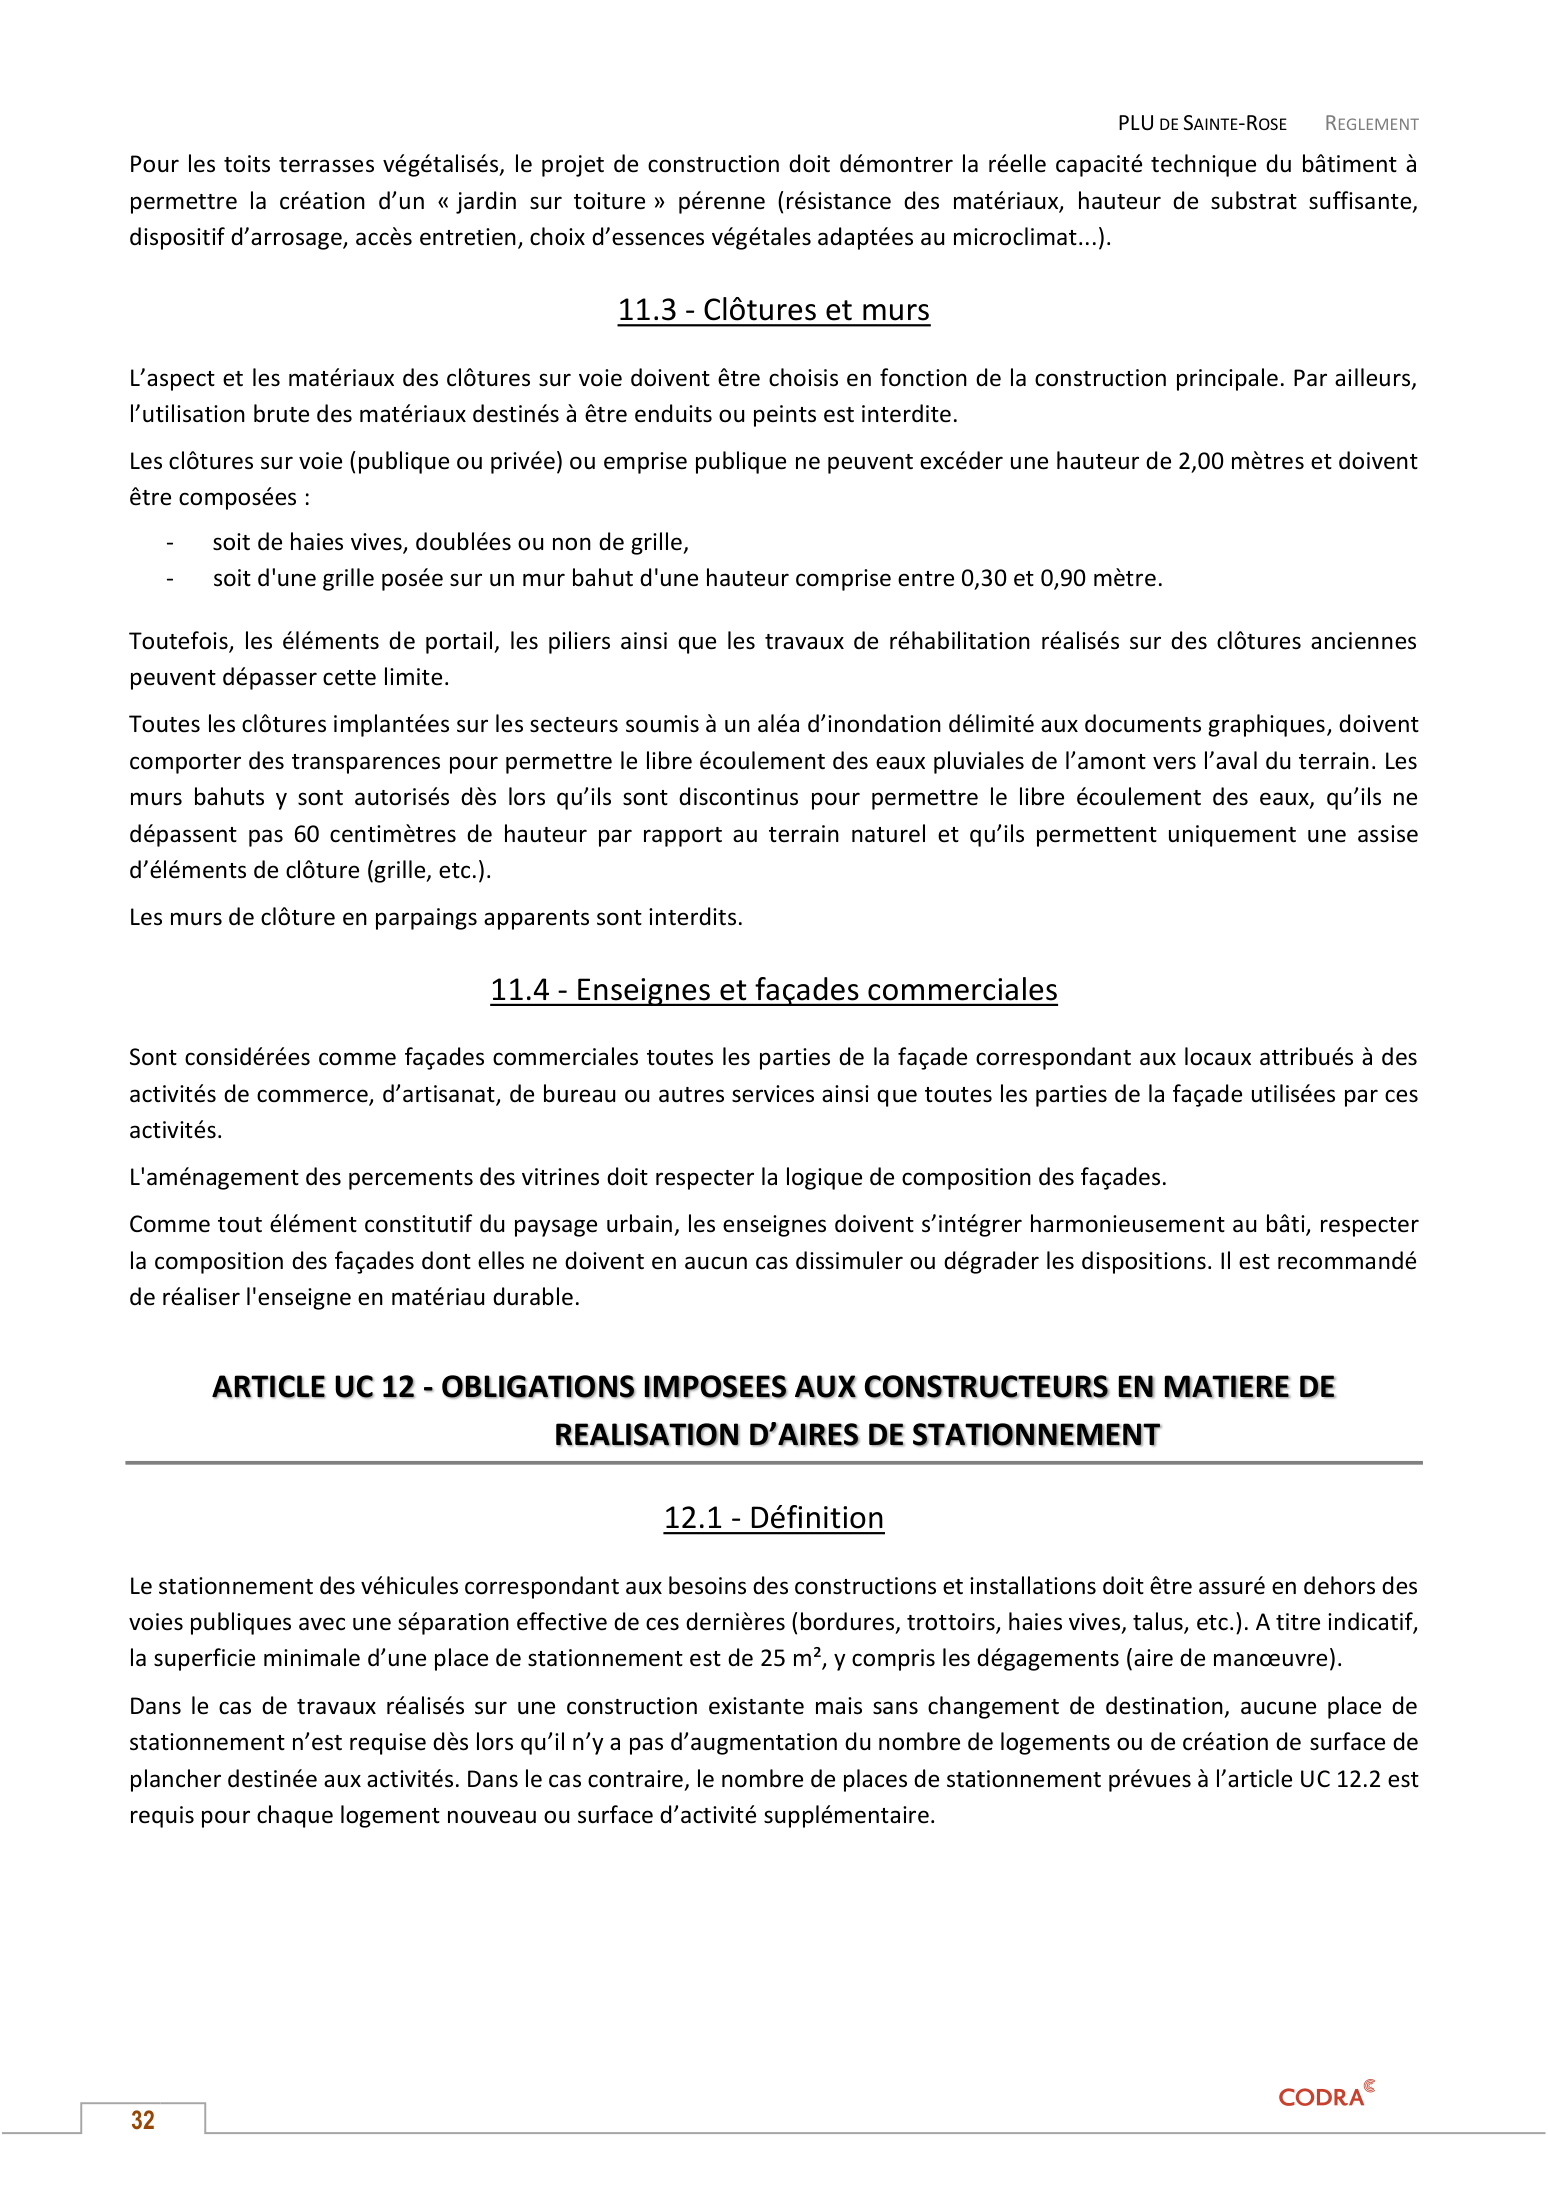 PLU DE SAINTE-ROSE REGLEMENT
Pour les toits terrasses végétalisés, le projet de construction doit démontrer la réelle capacité technique du bâtiment à
permettre la création d’un « jardin sur toiture » pérenne (résistance des matériaux, hauteur de substrat suffisante,
dispositif d’arrosage, accès entretien, choix d’essences végétales adaptées au microclimat...).
11.3 - Clôtures et murs
L’aspect et les matériaux des clôtures sur voie doivent être choisis en fonction de la construction principale. Par ailleurs,
l’utilisation brute des matériaux destinés à être enduits ou peints est interdite.
Les clôtures sur voie (publique ou privée) ou emprise publique ne peuvent excéder une hauteur de 2,00 mètres et doivent
être composées :
- soit de haies vives, doublées ou non de grille,
- soit d'une grille posée sur un mur bahut d'une hauteur comprise entre 0,30 et 0,90 mètre.
Toutefois, les éléments de portail, les piliers ainsi que les travaux de réhabilitation réalisés sur des clôtures anciennes
peuvent dépasser cette limite.
Toutes les clôtures implantées sur les secteurs soumis à un aléa d’inondation délimité aux documents graphiques, doivent
comporter des transparences pour permettre le libre écoulement des eaux pluviales de l’amont vers l’aval du terrain. Les
murs bahuts y sont autorisés dès lors qu’ils sont discontinus pour permettre le libre écoulement des eaux, qu’ils ne
dépassent pas 60 centimètres de hauteur par rapport au terrain naturel et qu’ils permettent uniquement une assise
d’éléments de clôture (grille, etc.).
Les murs de clôture en parpaings apparents sont interdits.
11.4 - Enseignes et façades commerciales
Sont considérées comme façades commerciales toutes les parties de la façade correspondant aux locaux attribués à des
activités de commerce, d’artisanat, de bureau ou autres services ainsi que toutes les parties de la façade utilisées par ces
activités.
L'aménagement des percements des vitrines doit respecter la logique de composition des façades.
Comme tout élément constitutif du paysage urbain, les enseignes doivent s’intégrer harmonieusement au bâti, respecter
la composition des façades dont elles ne doivent en aucun cas dissimuler ou dégrader les dispositions. Il est recommandé
de réaliser l'enseigne en matériau durable.
ARTICLE UC 12 - OBLIGATIONS IMPOSEES AUX CONSTRUCTEURS EN MATIERE DE
REALISATION D’AIRES DE STATIONNEMENT
12.1 - Définition
Le stationnement des véhicules correspondant aux besoins des constructions et installations doit être assuré en dehors des
voies publiques avec une séparation effective de ces dernières (bordures, trottoirs, haies vives, talus, etc.). A titre indicatif,
la superficie minimale d’une place de stationnement est de 25 m², y compris les dégagements (aire de manœuvre).
Dans le cas de travaux réalisés sur une construction existante mais sans changement de destination, aucune place de
stationnement n’est requise dès lors qu’il n’y a pas d’augmentation du nombre de logements ou de création de surface de
plancher destinée aux activités. Dans le cas contraire, le nombre de places de stationnement prévues à l’article UC 12.2 est
requis pour chaque logement nouveau ou surface d’activité supplémentaire.
CODRA
32